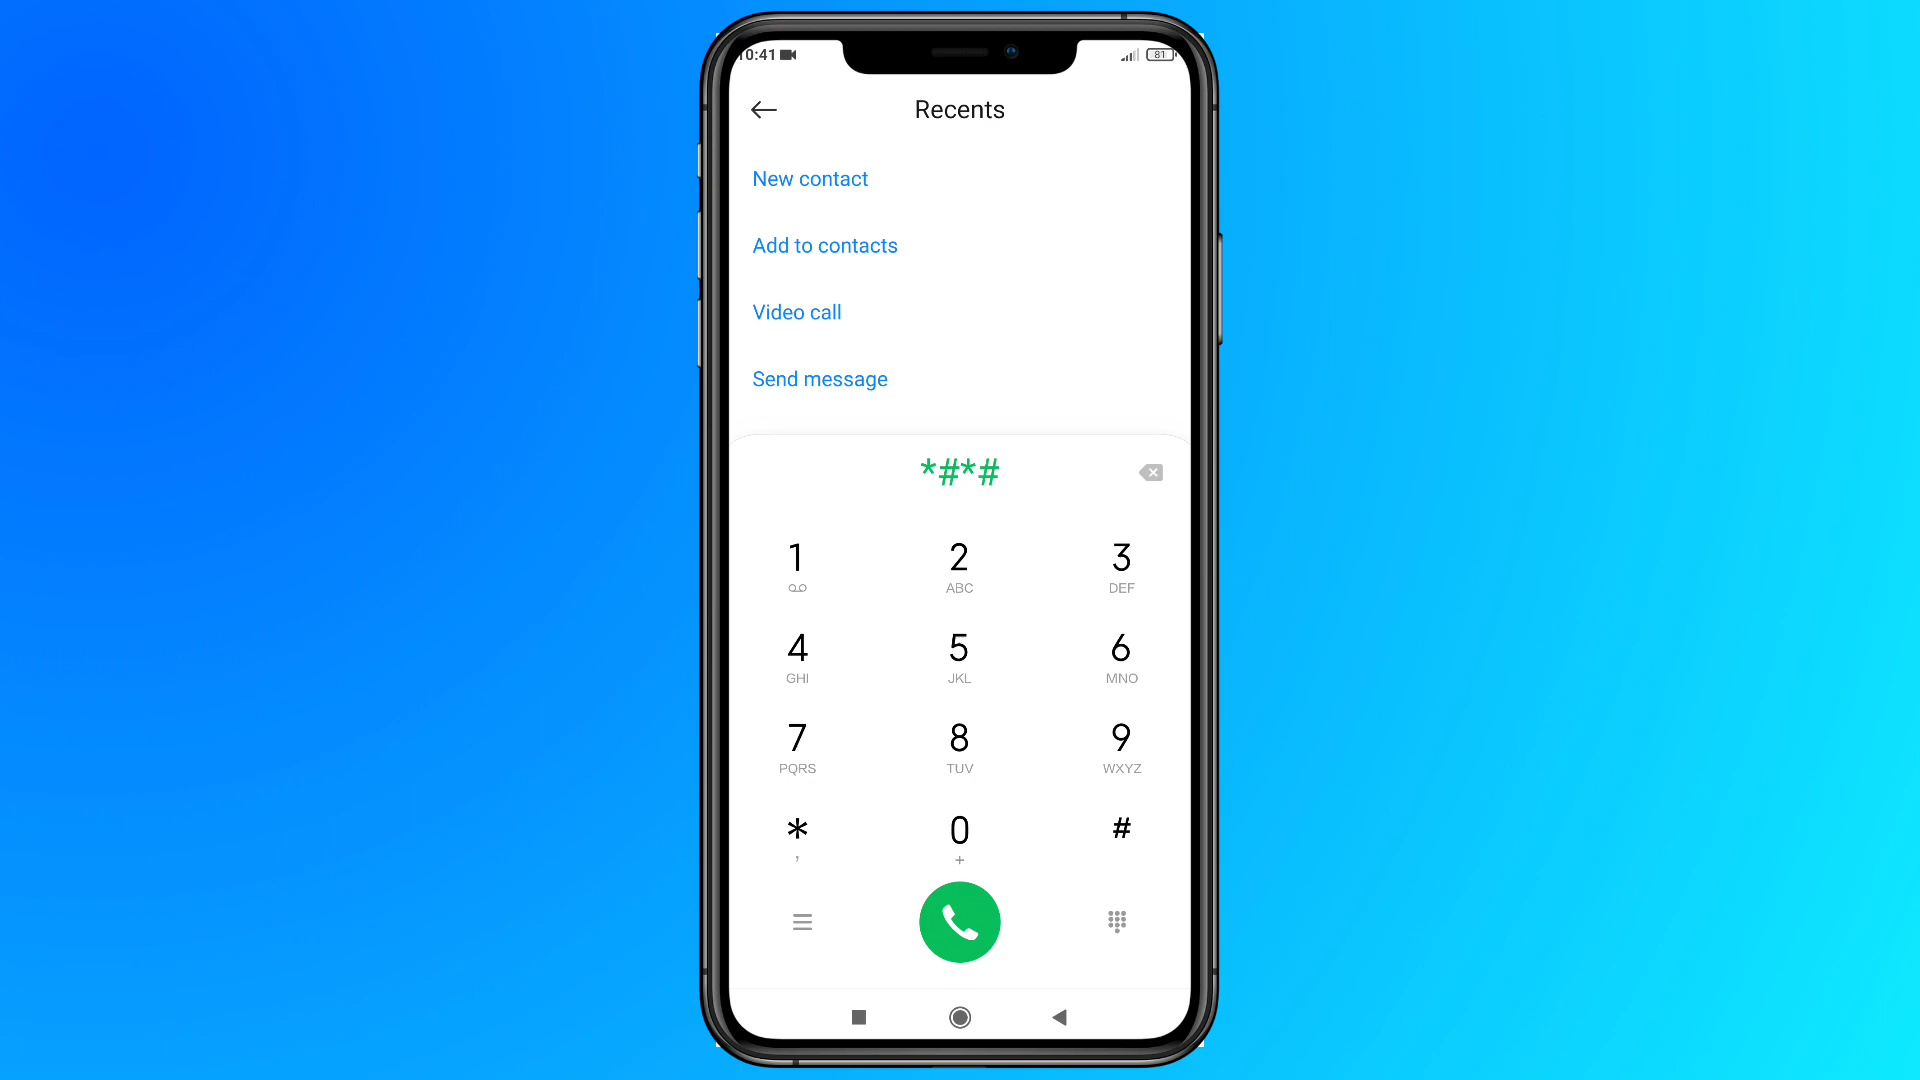 0:41 81
Recents
New contact
Add to contacts
Video call
Send message
*#*#
1 2 3
ABC DEF
4 5 6
GHI JKL MNO
7 8 9
PQRS TUV WXYZ
* 0 #
, +